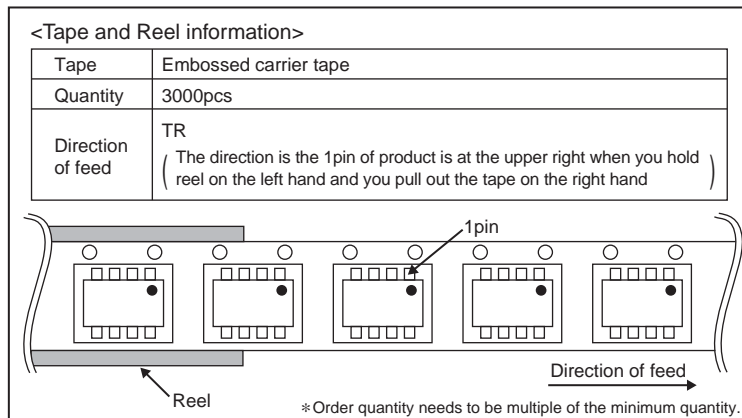 <Tape and Reel information>
Tape Embossed carrier tape
Quantity 3000pcs
Direction of feed TR
( The direction is the 1pin of product is at the upper right when you hold
reel on the left hand and you pull out the tape on the right hand )
1pin
Direction of feed
Reel
*Order quantity needs to be multiple of the minimum quantity.